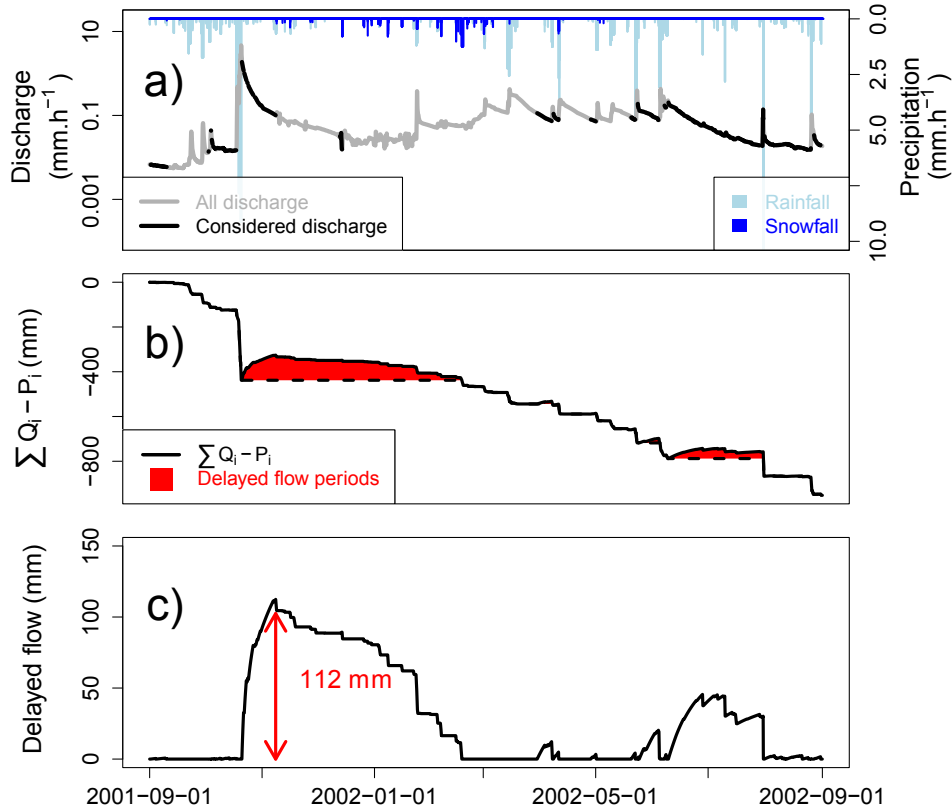 a)
Discharge
(mm.h⁻¹)
10
0.1
0.001
0.0
2.5
5.0
10.0
Precipitation
(mm.h⁻¹)
All discharge
Considered discharge
Rainfall
Snowfall
b)
∑ Qᵢ − Pᵢ (mm)
0
−400
−800
∑ Qᵢ − Pᵢ
Delayed flow periods
c)
Delayed flow (mm)
150
100
50
0
112 mm
2001−09−01
2002−01−01
2002−05−01
2002−09−01